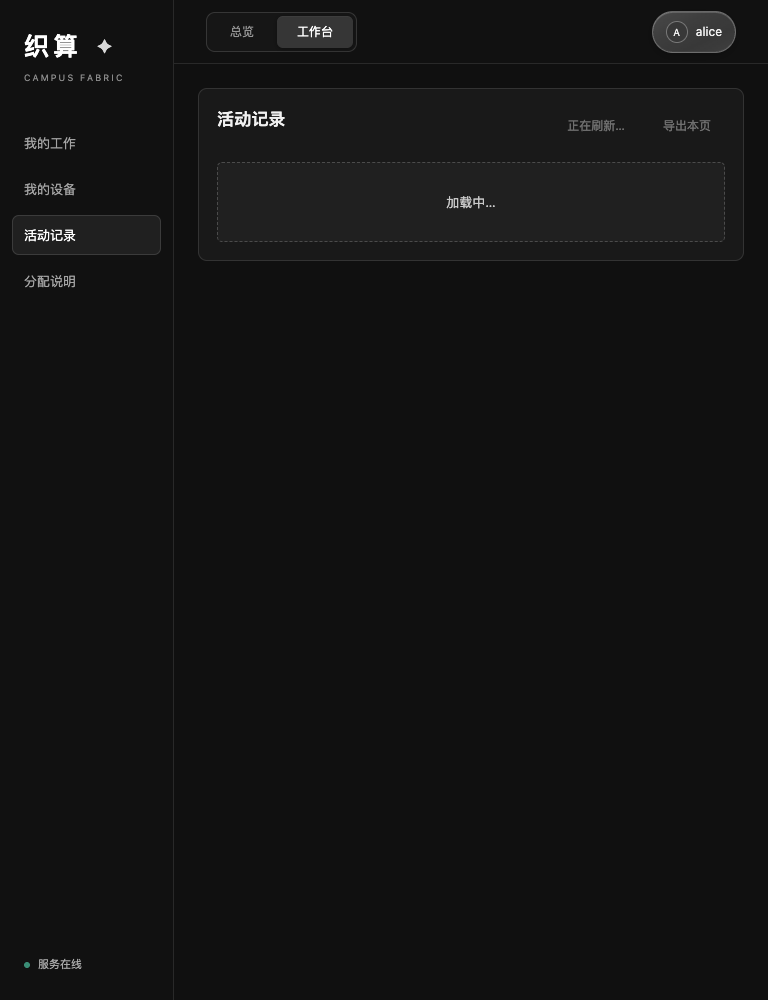 织算
CAMPUS FABRIC
我的工作
我的设备
活动记录
分配说明
服务在线
总览
工作台
A
alice
活动记录
正在刷新...
导出本页
加载中...